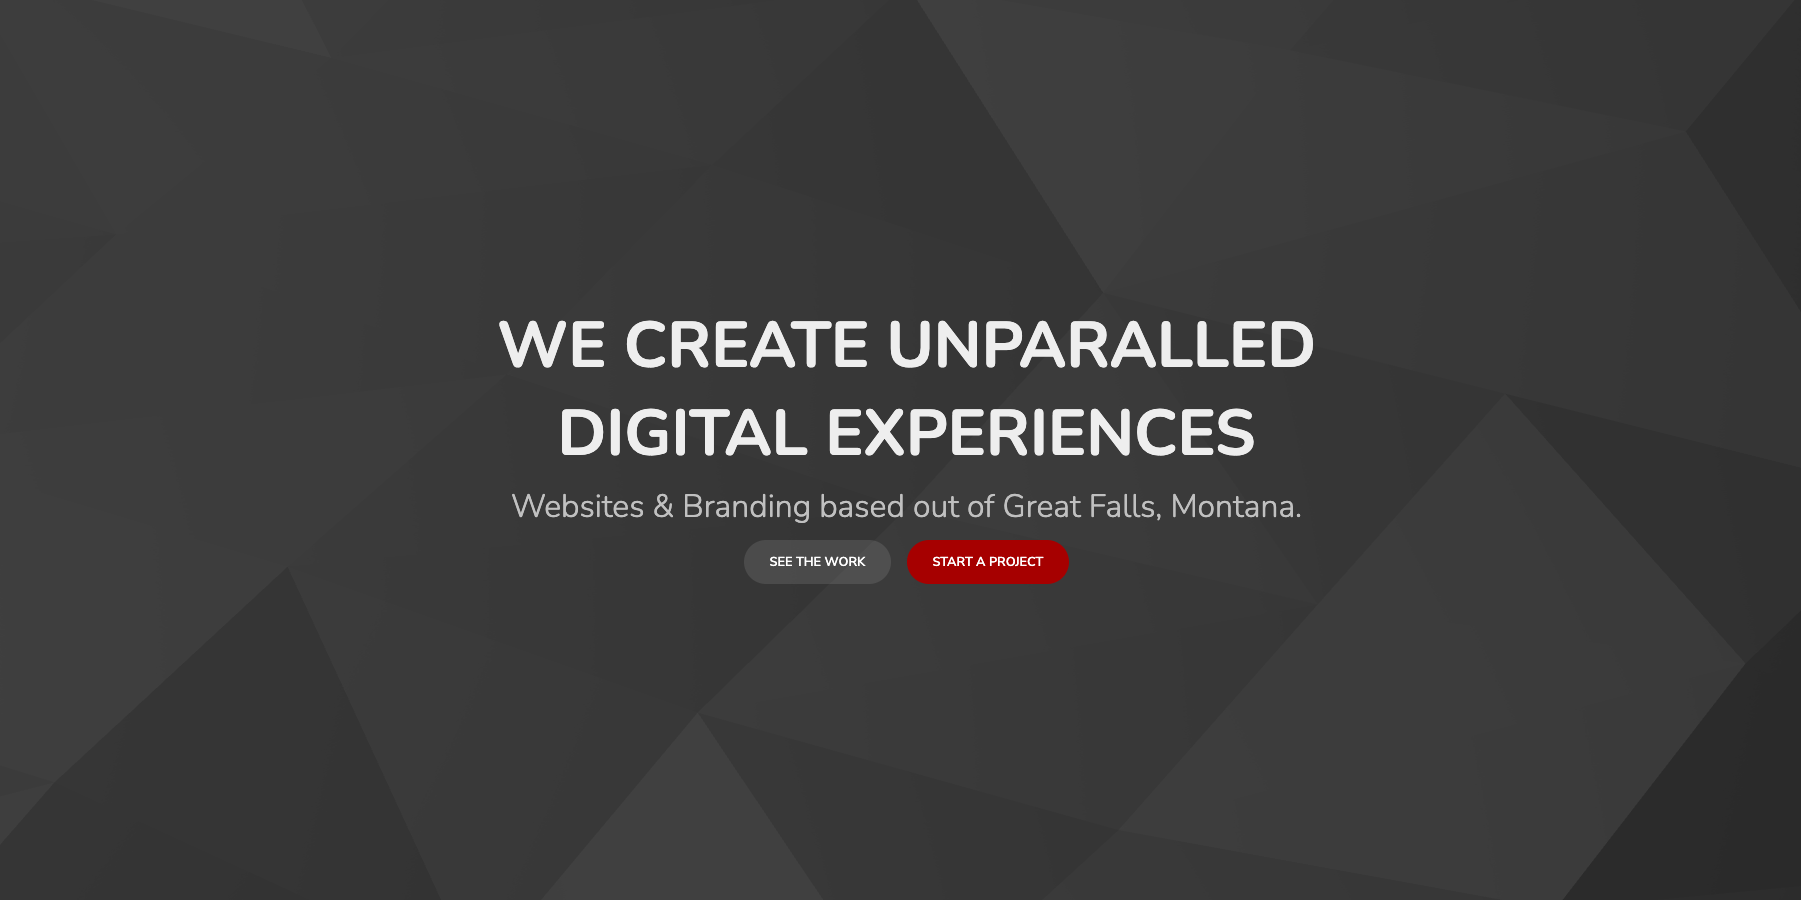 WE CREATE UNPARALLED
DIGITAL EXPERIENCES
Websites & Branding based out of Great Falls, Montana.
SEE THE WORK
START A PROJECT